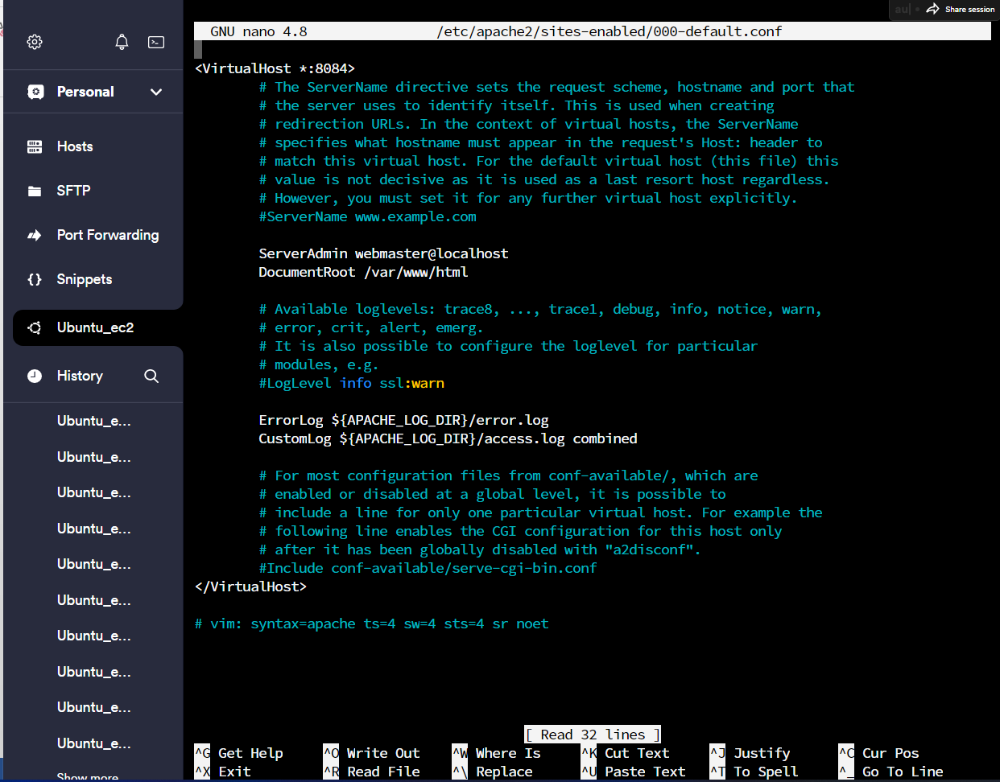 au|
Share session
Personal
Hosts
SFTP
Port Forwarding
Snippets
Ubuntu_ec2
History
Ubuntu_e...
Ubuntu_e...
Ubuntu_e...
Ubuntu_e...
Ubuntu_e...
Ubuntu_e...
Ubuntu_e...
Ubuntu_e...
Ubuntu_e...
Ubuntu_e...
Show more
GNU nano 4.8 /etc/apache2/sites-enabled/000-default.conf
<VirtualHost *:8084>
# The ServerName directive sets the request scheme, hostname and port that
# the server uses to identify itself. This is used when creating
# redirection URLs. In the context of virtual hosts, the ServerName
# specifies what hostname must appear in the request's Host: header to
# match this virtual host. For the default virtual host (this file) this
# value is not decisive as it is used as a last resort host regardless.
# However, you must set it for any further virtual host explicitly.
#ServerName www.example.com
ServerAdmin webmaster@localhost
DocumentRoot /var/www/html
# Available loglevels: trace8, ..., trace1, debug, info, notice, warn,
# error, crit, alert, emerg.
# It is also possible to configure the loglevel for particular
# modules, e.g.
#LogLevel info ssl:warn
ErrorLog ${APACHE_LOG_DIR}/error.log
CustomLog ${APACHE_LOG_DIR}/access.log combined
# For most configuration files from conf-available/, which are
# enabled or disabled at a global level, it is possible to
# include a line for only one particular virtual host. For example the
# following line enables the CGI configuration for this host only
# after it has been globally disabled with "a2disconf".
#Include conf-available/serve-cgi-bin.conf
</VirtualHost>
# vim: syntax=apache ts=4 sw=4 sts=4 sr noet
[ Read 32 lines ]
^G Get Help ^O Write Out ^W Where Is ^K Cut Text ^J Justify ^C Cur Pos
^X Exit ^R Read File ^\ Replace ^U Paste Text ^T To Spell ^_ Go To Line